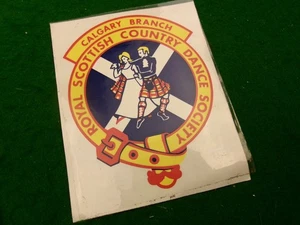 CALGARY BRANCH
ROYAL SCOTTISH COUNTRY DANCE SOCIETY